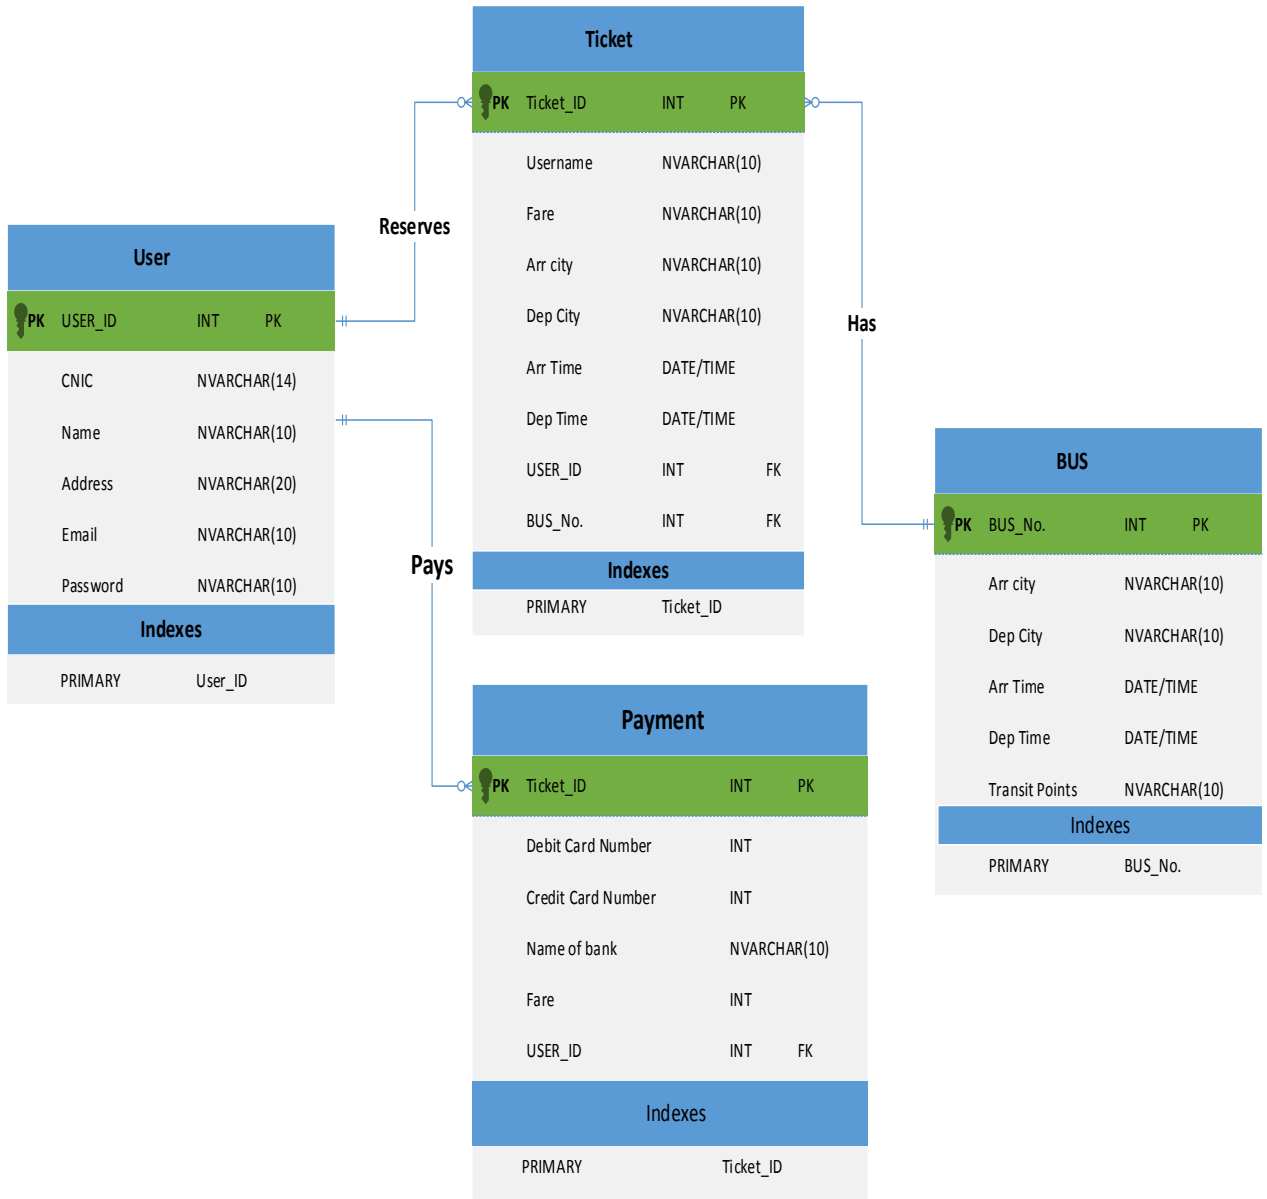 Ticket
PK Ticket_ID INT PK
Username NVARCHAR(10)
Fare NVARCHAR(10)
Arr city NVARCHAR(10)
Dep City NVARCHAR(10)
Arr Time DATE/TIME
Dep Time DATE/TIME
USER_ID INT FK
BUS_No. INT FK
Indexes
PRIMARY Ticket_ID
Reserves
User
PK USER_ID INT PK
CNIC NVARCHAR(14)
Name NVARCHAR(10)
Address NVARCHAR(20)
Email NVARCHAR(10)
Password NVARCHAR(10)
Indexes
PRIMARY User_ID
Has
Pays
BUS
PK BUS_No. INT PK
Arr city NVARCHAR(10)
Dep City NVARCHAR(10)
Arr Time DATE/TIME
Dep Time DATE/TIME
Transit Points NVARCHAR(10)
Indexes
PRIMARY BUS_No.
Payment
PK Ticket_ID INT PK
Debit Card Number INT
Credit Card Number INT
Name of bank NVARCHAR(10)
Fare INT
USER_ID INT FK
Indexes
PRIMARY Ticket_ID